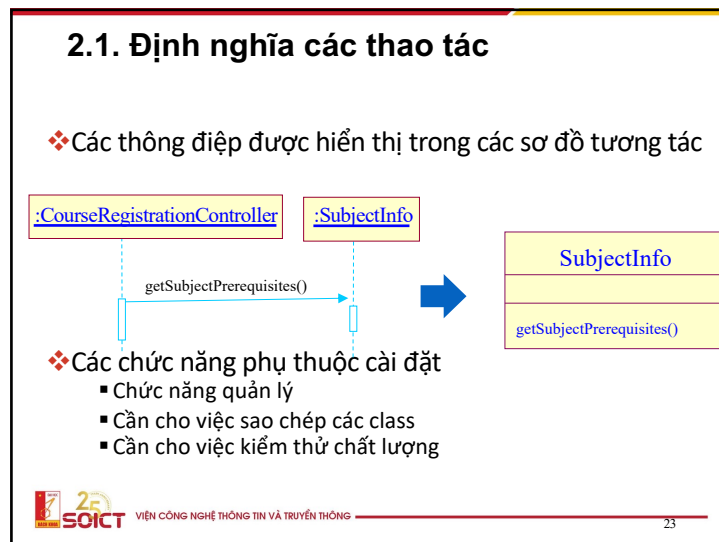 2.1. Định nghĩa các thao tác
❖Các thông điệp được hiển thị trong các sơ đồ tương tác
:CourseRegistrationController
:SubjectInfo
getSubjectPrerequisites()
SubjectInfo
getSubjectPrerequisites()
❖Các chức năng phụ thuộc cài đặt
▪Chức năng quản lý
▪Cần cho việc sao chép các class
▪Cần cho việc kiểm thử chất lượng
25
SOICT
VIỆN CÔNG NGHỆ THÔNG TIN VÀ TRUYỀN THÔNG
23